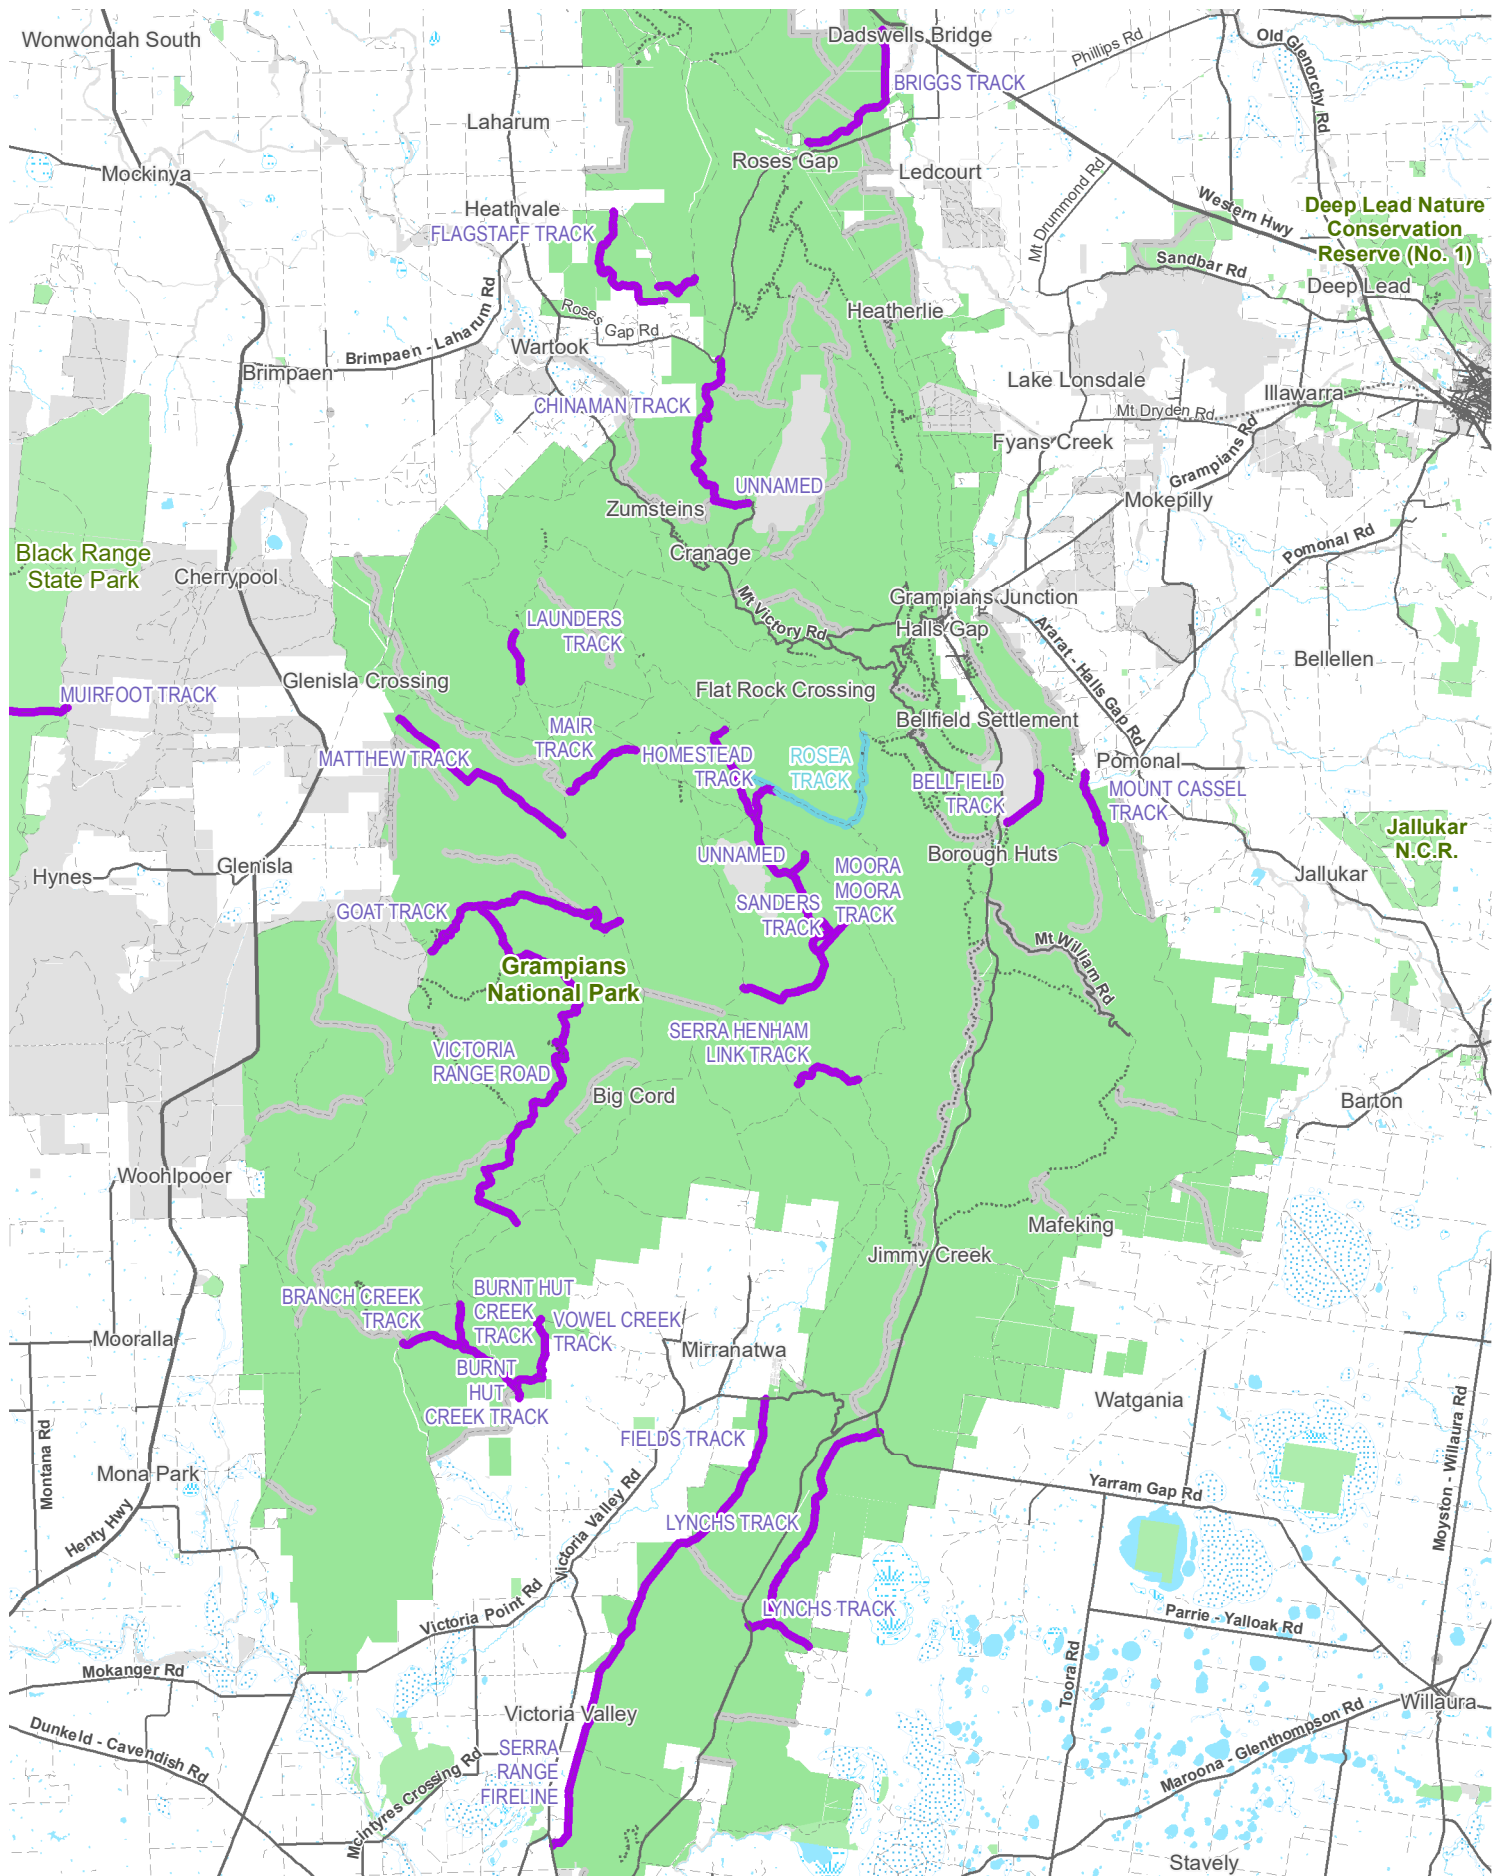 Wonwondah South
Dadswells Bridge
Phillips Rd
Old Glenorchy Rd
BRIGGS TRACK
Laharum
Roses Gap
Ledcourt
Mockinya
Mt Drummond Rd
Western Hwy
Deep Lead Nature
Conservation
Reserve (No. 1)
Heathvale
FLAGSTAFF TRACK
Sandbar Rd
Deep Lead
Brimpaen - Laharum Rd
Roses
Gap Rd
Heatherlie
Wartook
Brimpaen
Lake Lonsdale
Illawarra
CHINAMAN TRACK
Mt Dryden Rd
Fyans Creek
Grampians Rd
UNNAMED
Mokepilly
Zumsteins
Pomonal Rd
Cranage
Black Range
State Park
Cherrypool
Mt Victory Rd
Grampians Junction
LAUNDERS
TRACK
Halls Gap
Ararat - Halls Gap Rd
Bellellen
Glenisla Crossing
MUIRFOOT TRACK
Flat Rock Crossing
Bellfield Settlement
MAIR
TRACK
MATTHEW TRACK
HOMESTEAD
TRACK
ROSEA
TRACK
BELLFIELD
TRACK
Pomonal
MOUNT CASSEL
TRACK
Jallukar
N.C.R.
UNNAMED
Borough Huts
MOORA
MOORA
TRACK
Glenisla
Hynes
Jallukar
GOAT TRACK
SANDERS
TRACK
Mt William Rd
Grampians
National Park
SERRA HENHAM
LINK TRACK
VICTORIA
RANGE ROAD
Big Cord
Barton
Woohlpooer
Mafeking
Jimmy Creek
BRANCH CREEK
TRACK
BURNT HUT
CREEK
TRACK
VOWEL CREEK
TRACK
Mooralla
Mirranatwa
BURNT
HUT
CREEK TRACK
Watgania
Montana Rd
FIELDS TRACK
Moyston - Willaura Rd
Mona Park
Yarram Gap Rd
Henty Hwy
Victoria Valley Rd
LYNCHS TRACK
Victoria Point Rd
LYNCHS TRACK
Parrie - Yalloak Rd
Mokanger Rd
Toora Rd
Victoria Valley
Willaura
Dunkeld - Cavendish Rd
SERRA
RANGE
FIRELINE
Mcintyres Crossing Rd
Maroona - Glenthompson Rd
Stavely